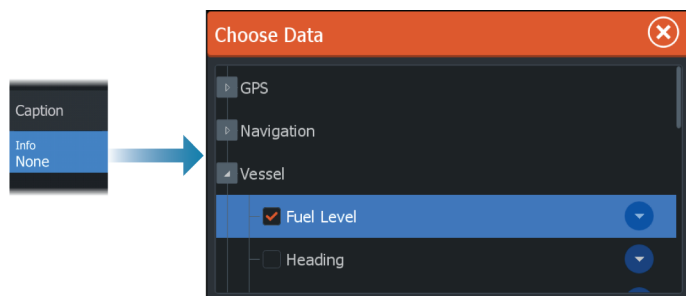 Choose Data
GPS
Caption
Navigation
Info
None
Vessel
Fuel Level
Heading